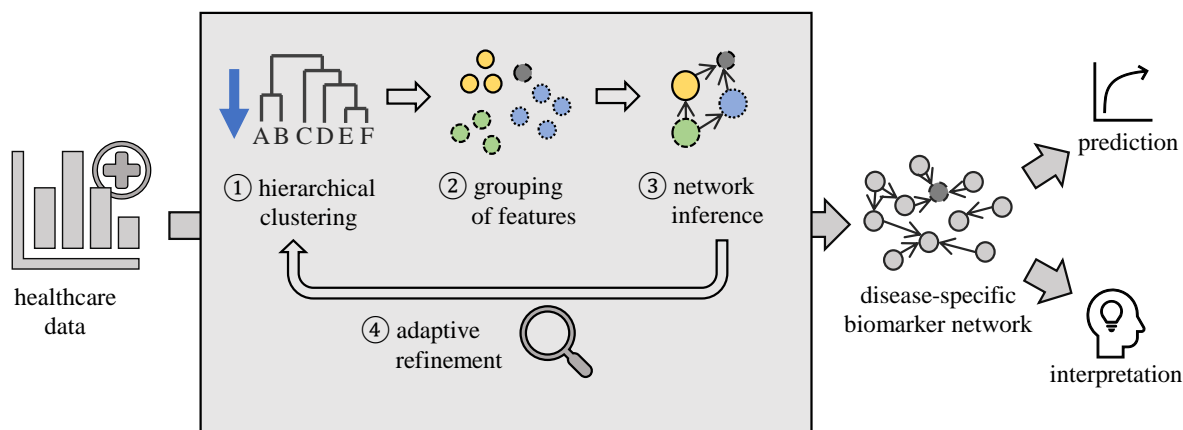 healthcare
data
A B C D E F
① hierarchical
clustering
② grouping
of features
③ network
inference
④ adaptive
refinement
disease-specific
biomarker network
prediction
interpretation